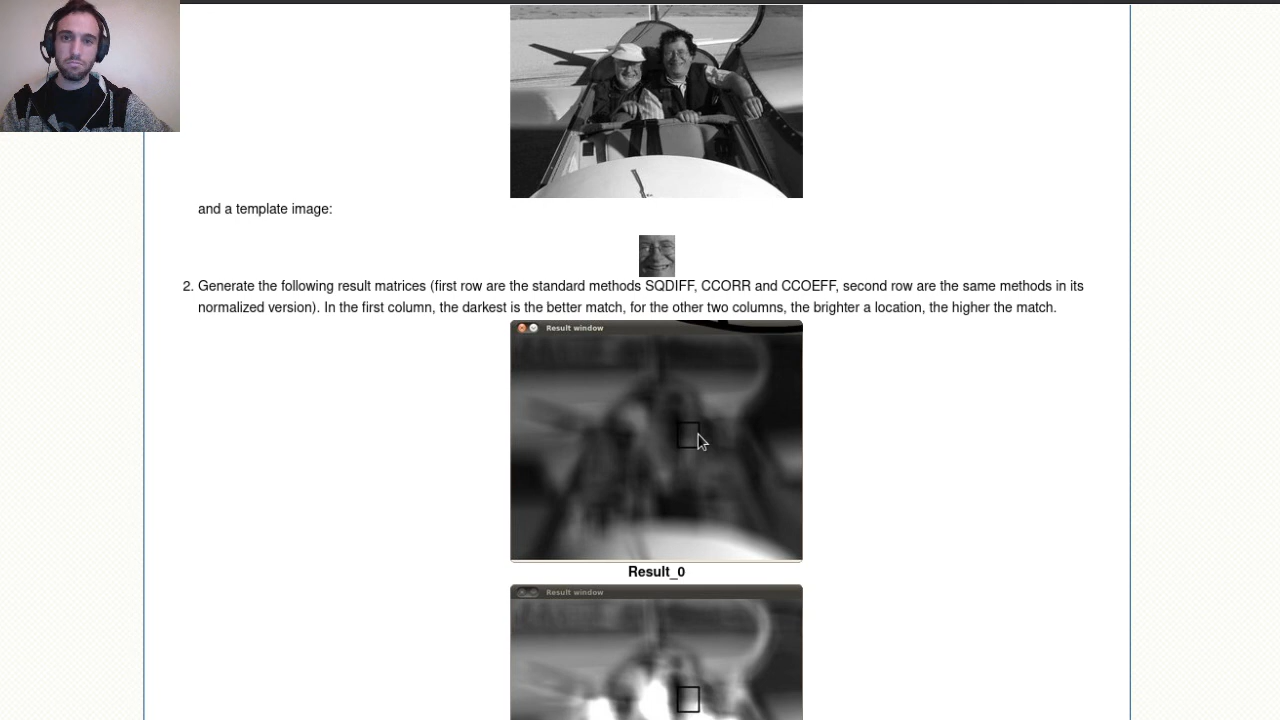 and a template image:
2. Generate the following result matrices (first row are the standard methods SQDIFF, CCORR and CCOEFF, second row are the same methods in its
normalized version). In the first column, the darkest is the better match, for the other two columns, the brighter a location, the higher the match.
Result window
Result_0
Result window